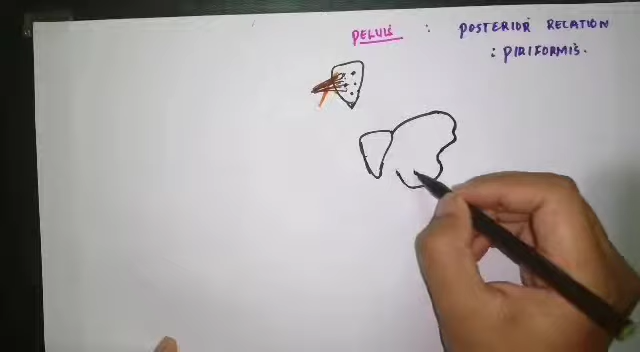 PELVIS : POSTERIOR RELATION
: PIRIFORMIS.